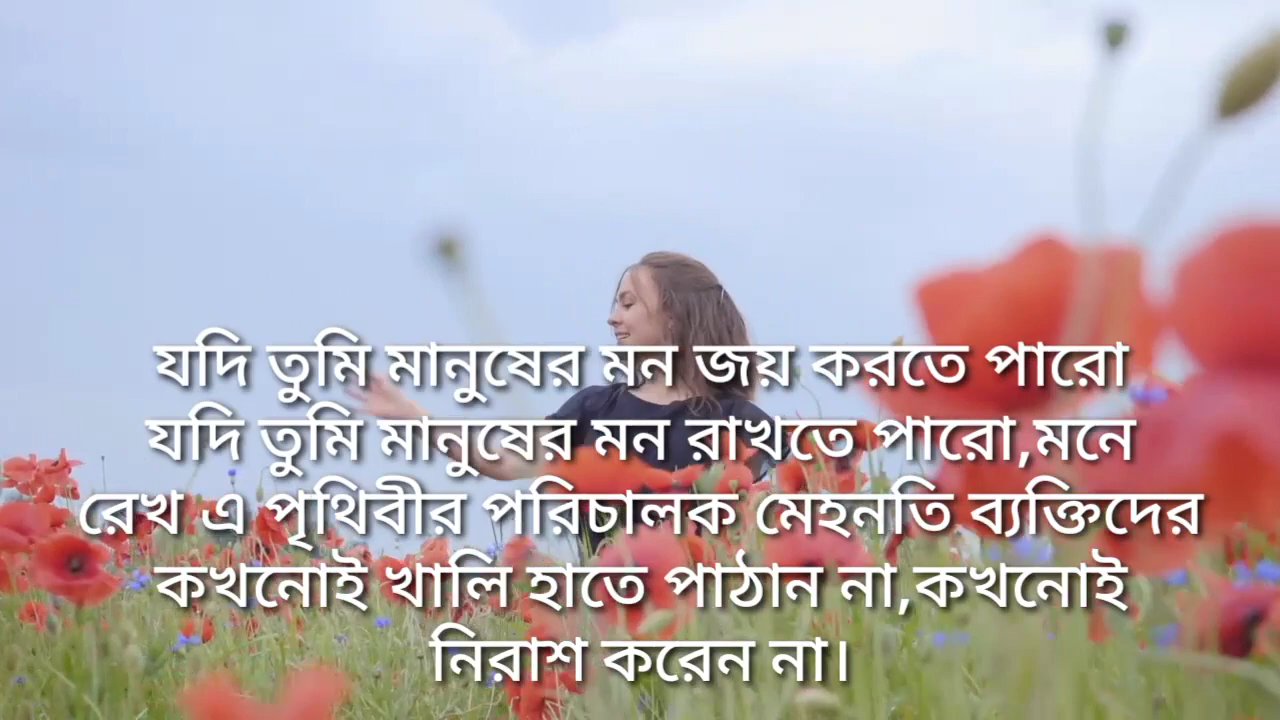 যদি তুমি মানুষের মন জয় করতে পারো
যদি তুমি মানুষের মন রাখতে পারো,মনে
রেখ এ পৃথিবীর পরিচালক মেহনতি ব্যক্তিদের
কখনোই খালি হাতে পাঠান না,কখনোই
নিরাশ করেন না।